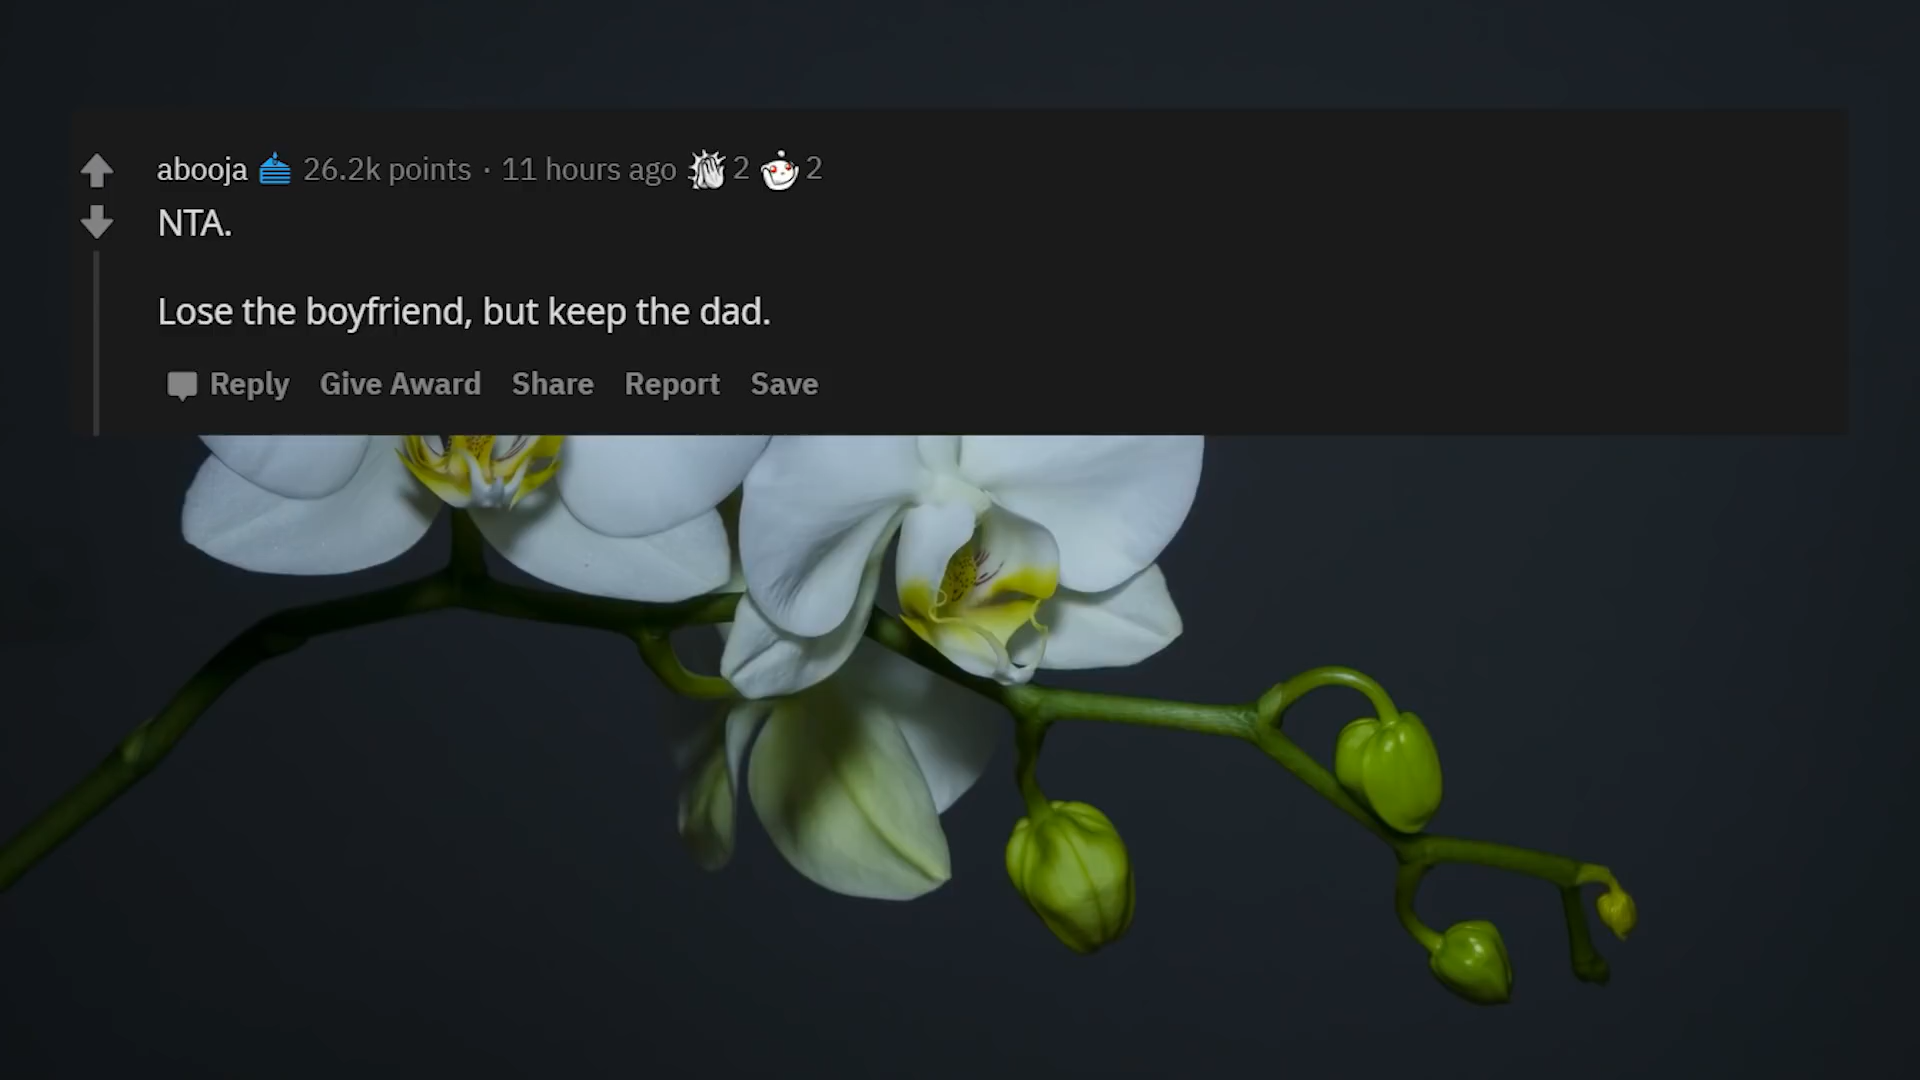 abooja 26.2k points · 11 hours ago 2 2
NTA.
Lose the boyfriend, but keep the dad.
Reply Give Award Share Report Save